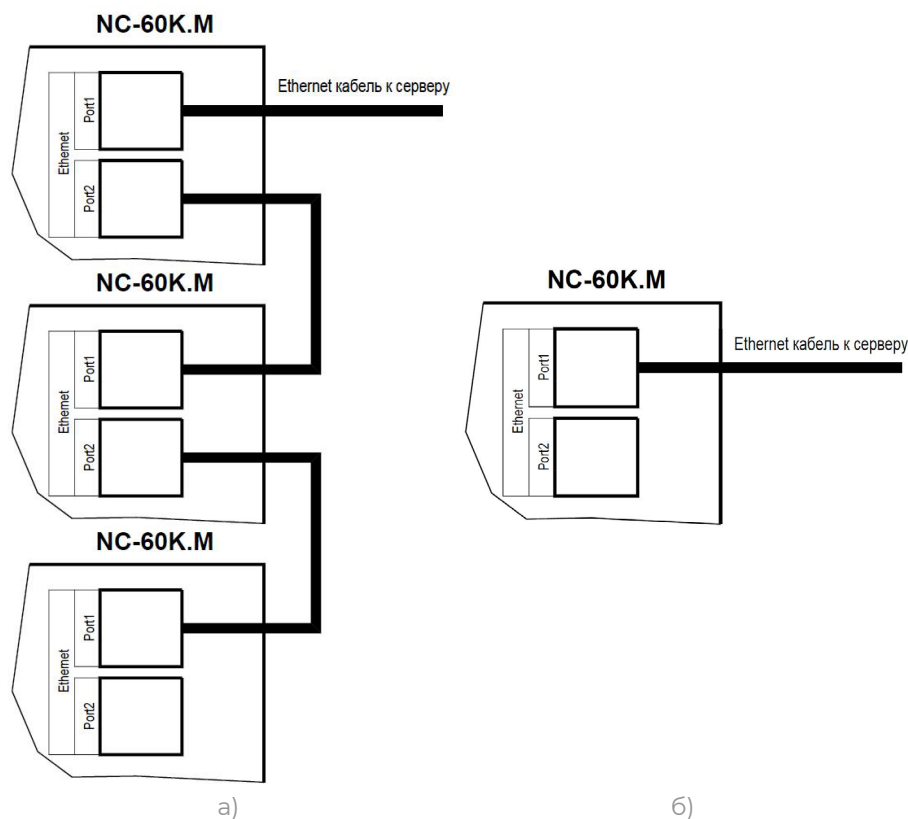 NC-60K.M
Ethernet кабель к серверу
Ethernet
Port1
Port2
NC-60K.M
Ethernet
Port1
Port2
NC-60K.M
Ethernet
Port1
Port2
а)
NC-60K.M
Ethernet кабель к серверу
Ethernet
Port1
Port2
б)